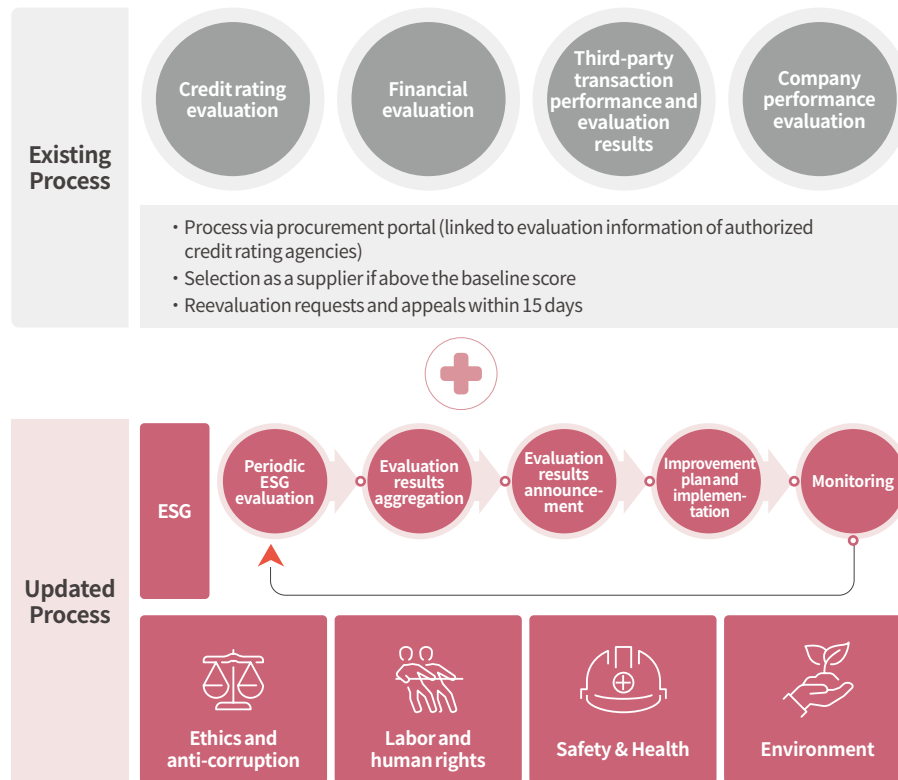 Existing
Process
Credit rating
evaluation
Financial
evaluation
Third-party
transaction
performance and
evaluation
results
Company
performance
evaluation
· Process via procurement portal (linked to evaluation information of authorized
credit rating agencies)
· Selection as a supplier if above the baseline score
· Reevaluation requests and appeals within 15 days
Updated
Process
ESG
Periodic
ESG
evaluation
Evaluation
results
aggregation
Evaluation
results
announce-
ment
Improvement
plan and
implemen-
tation
Monitoring
Ethics and
anti-corruption
Labor and
human rights
Safety & Health
Environment